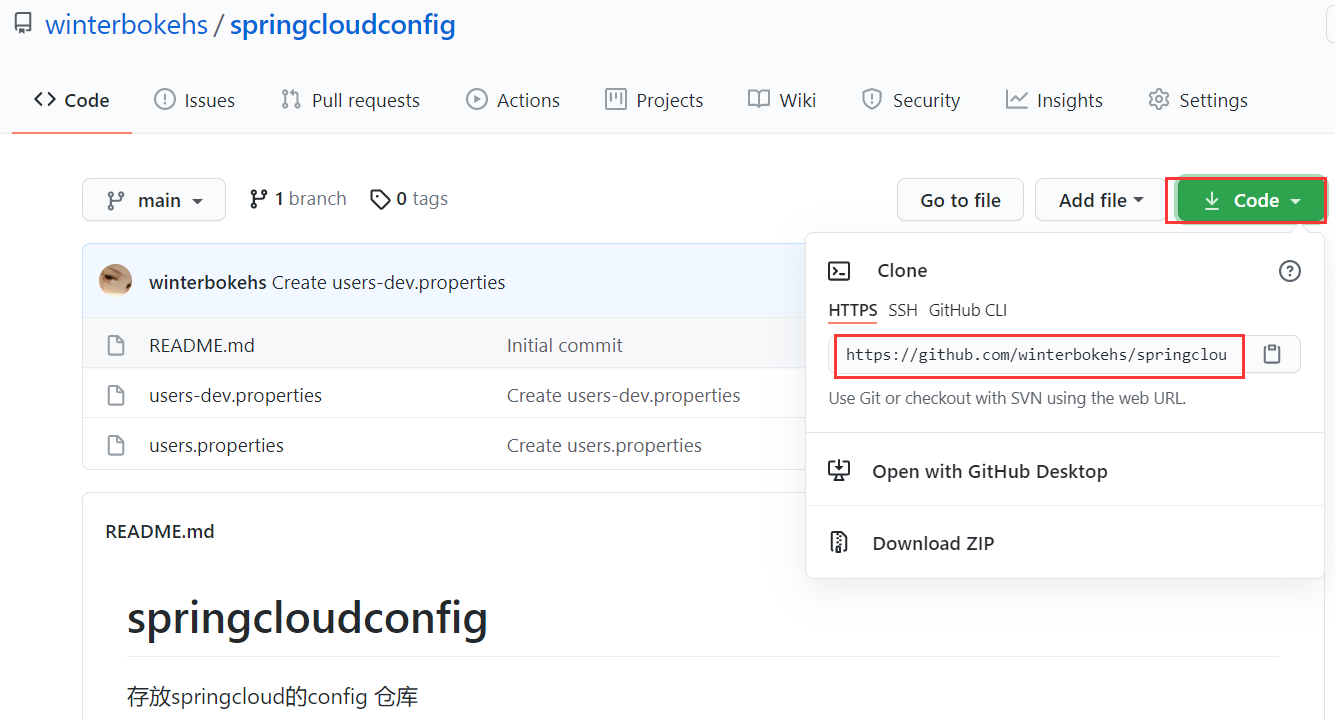 winterbokehs / springcloudconfig
Code Issues Pull requests Actions Projects Wiki Security Insights Settings
main 1 branch 0 tags Go to file Add file Code
winterbokehs Create users-dev.properties
README.md Initial commit
users-dev.properties Create users-dev.properties
users.properties Create users.properties
Clone
HTTPS SSH GitHub CLI
https://github.com/winterbokehs/springclou
Use Git or checkout with SVN using the web URL.
Open with GitHub Desktop
Download ZIP
README.md
springcloudconfig
存放springcloud的config 仓库